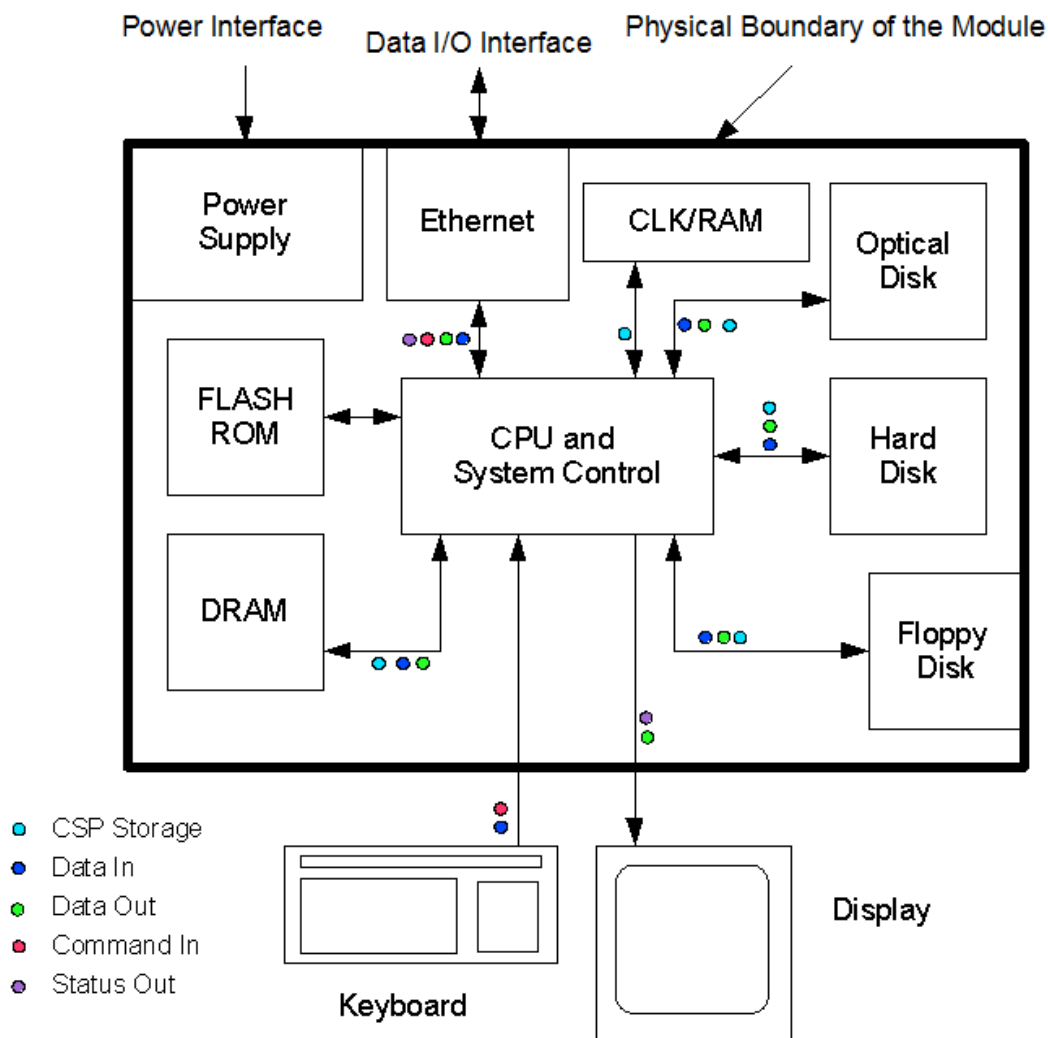 Power Interface
Data I/O Interface
Physical Boundary of the Module
Power
Supply
Ethernet
CLK/RAM
Optical
Disk
FLASH
ROM
CPU and
System Control
Hard
Disk
DRAM
Floppy
Disk
CSP Storage
Data In
Data Out
Command In
Status Out
Keyboard
Display